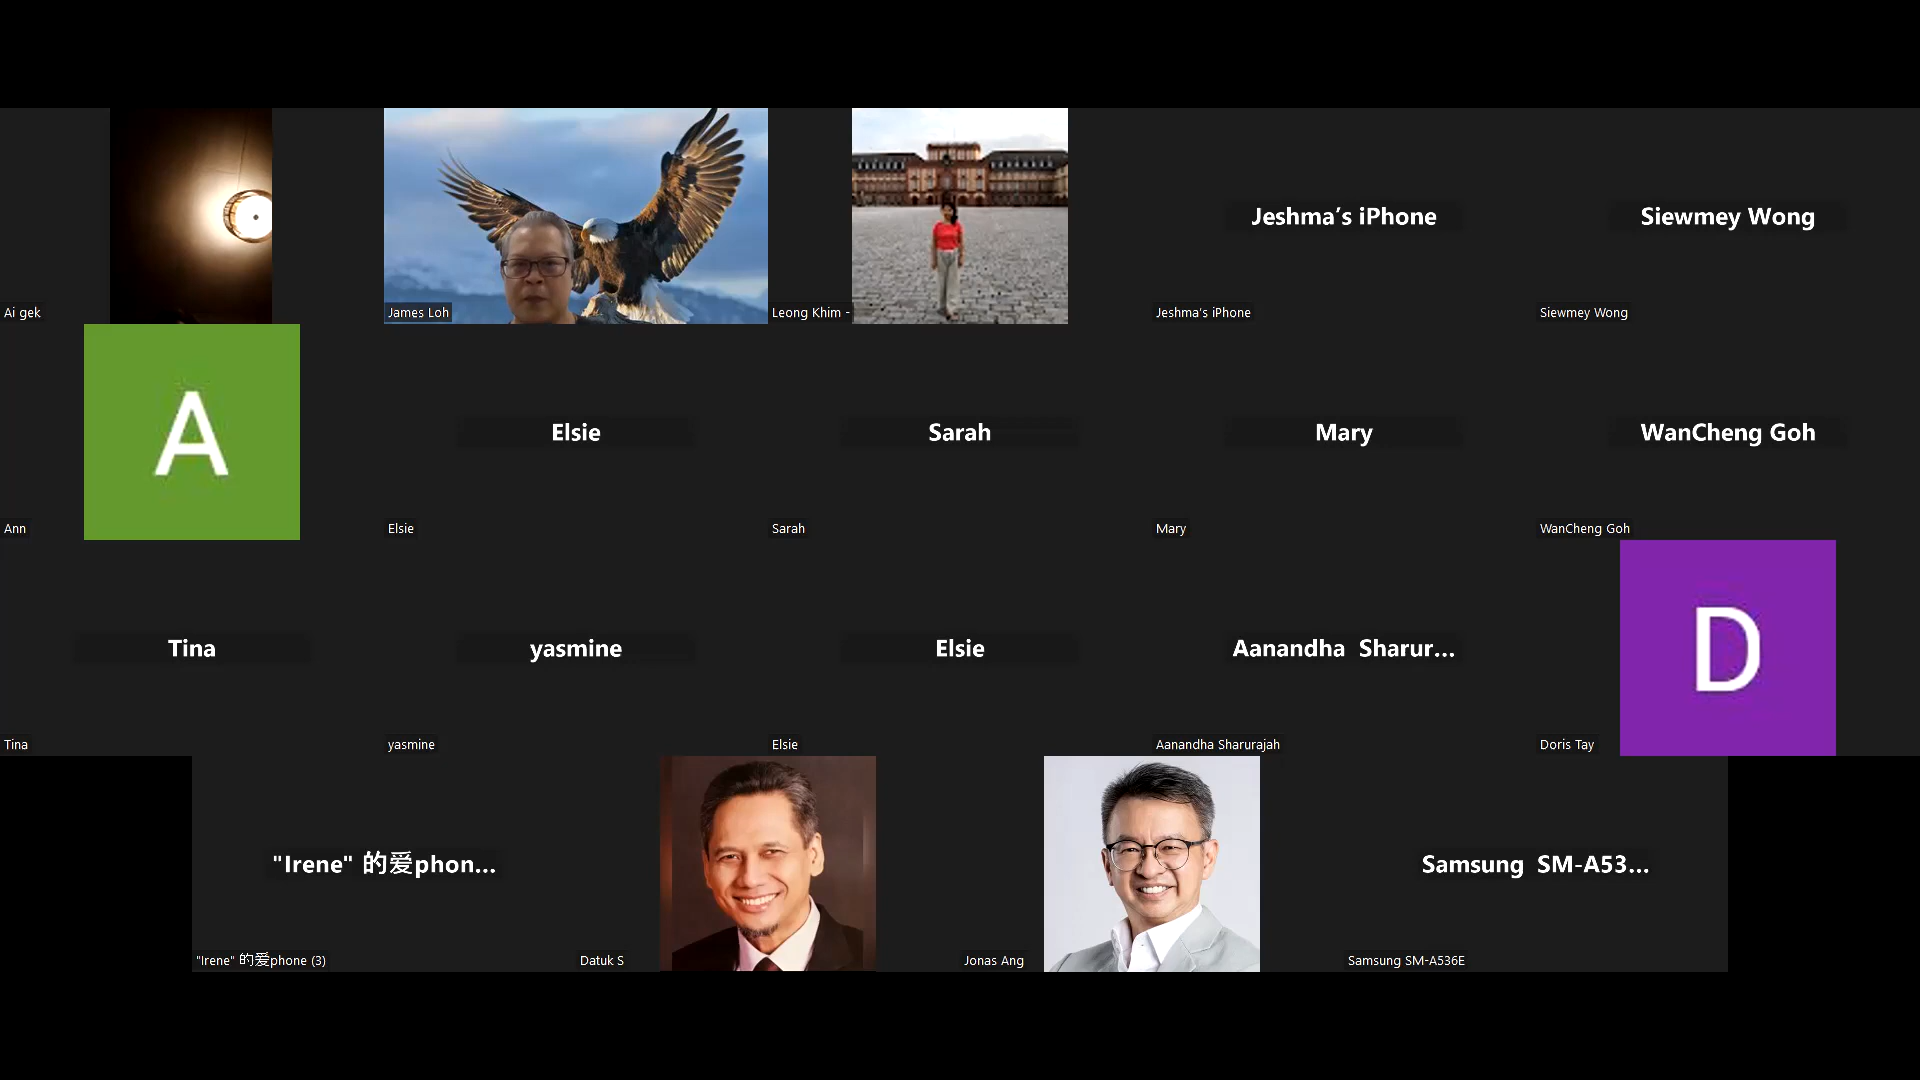 Jeshma’s iPhone
Siewmey Wong
Ai gek
James Loh
Leong Khim -
Jeshma's iPhone
Siewmey Wong
A
Elsie
Sarah
Mary
WanCheng Goh
Ann
Elsie
Sarah
Mary
WanCheng Goh
Tina
yasmine
Elsie
Aanandha Sharur...
D
Tina
yasmine
Elsie
Aanandha Sharurajah
Doris Tay
"Irene" 的爱phon...
Samsung SM-A53...
"Irene" 的爱phone (3)
Datuk S
Jonas Ang
Samsung SM-A536E